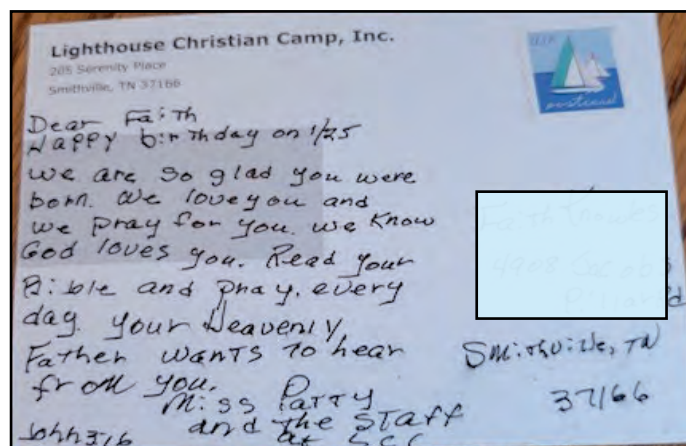 Lighthouse Christian Camp, Inc.
205 Serenity Place
Smithville, TN 37166
postcard
Dear Faith
Happy birthday on 1/25
we are so glad you were
born. We love you and
we pray for you. we know
God loves you. Read your
Bible and pray, every
day. your Heavenly
Father wants to hear
from you.
Miss Patty
and the staff
at LCC
John 3:16
Smithville, TN
37166